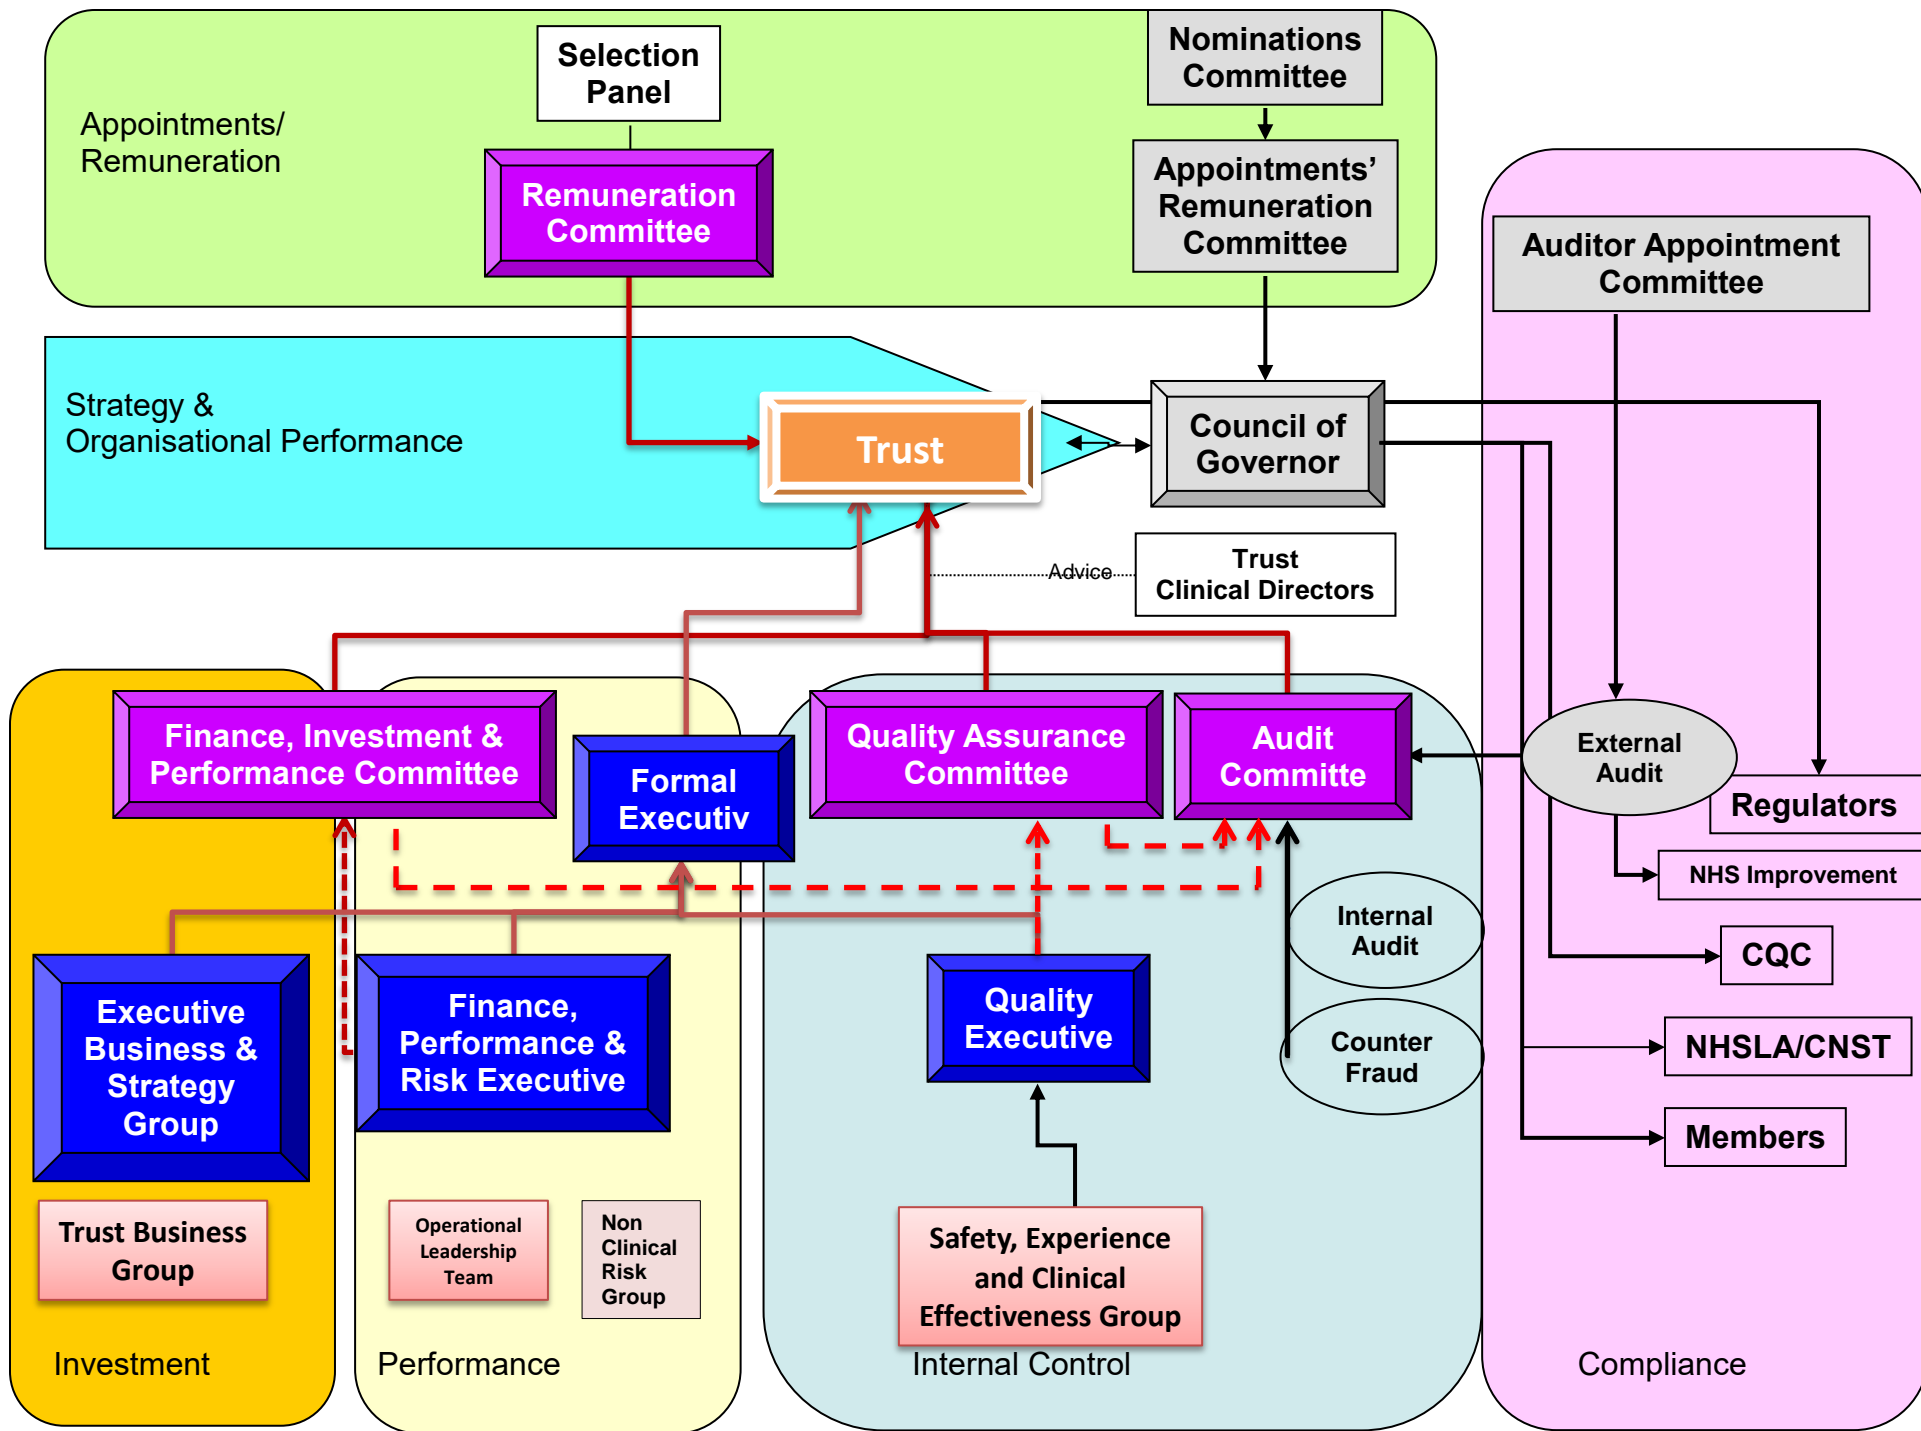 Selection
Panel
Nominations
Committee
Appointments/
Remuneration
Remuneration
Committee
Appointments’
Remuneration
Committee
Auditor Appointment
Committee
Strategy &
Organisational Performance
Trust
Council of
Governor
Advice
Trust
Clinical Directors
Finance, Investment &
Performance Committee
Formal
Executiv
Quality Assurance
Committee
Audit
Committe
External
Audit
Regulators
NHS Improvement
Internal
Audit
CQC
Executive
Business &
Strategy
Group
Finance,
Performance &
Risk Executive
Quality
Executive
Counter
Fraud
NHSLA/CNST
Members
Trust Business
Group
Operational
Leadership
Team
Non
Clinical
Risk
Group
Safety, Experience
and Clinical
Effectiveness Group
Investment
Performance
Internal Control
Compliance